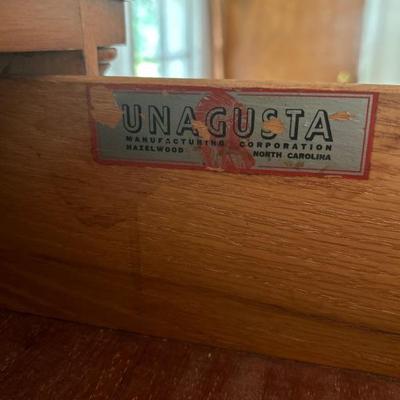 UNAGUSTA
MANUFACTURING CORPORATION
HAZELWOOD NORTH CAROLINA